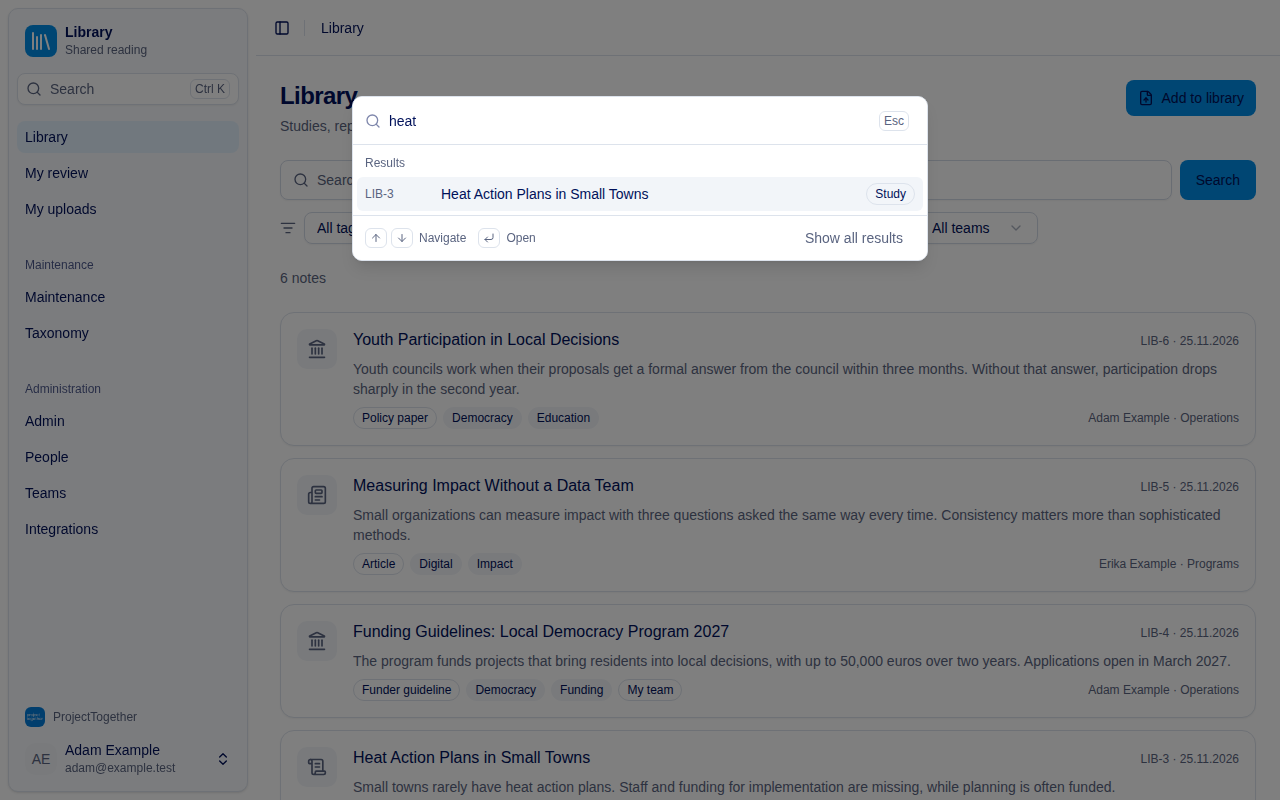 Library
Shared reading
Search
Ctrl K
Library
My review
My uploads
Maintenance
Maintenance
Taxonomy
Administration
Admin
People
Teams
Integrations
ProjectTogether
AE
Adam Example
adam@example.test
Library
Library
Add to library
Studies,
Search
All teams
6 notes
heat
Esc
Results
LIB-3
Heat Action Plans in Small Towns
Study
Navigate
Open
Show all results
Youth Participation in Local Decisions
LIB-6 · 25.11.2026
Youth councils work when their proposals get a formal answer from the council within three months. Without that answer, participation drops
sharply in the second year.
Policy paper
Democracy
Education
Adam Example · Operations
Measuring Impact Without a Data Team
LIB-5 · 25.11.2026
Small organizations can measure impact with three questions asked the same way every time. Consistency matters more than sophisticated
methods.
Article
Digital
Impact
Erika Example · Programs
Funding Guidelines: Local Democracy Program 2027
LIB-4 · 25.11.2026
The program funds projects that bring residents into local decisions, with up to 50,000 euros over two years. Applications open in March 2027.
Funder guideline
Democracy
Funding
My team
Adam Example · Operations
Heat Action Plans in Small Towns
LIB-3 · 25.11.2026
Small towns rarely have heat action plans. Staff and funding for implementation are missing, while planning is often funded.